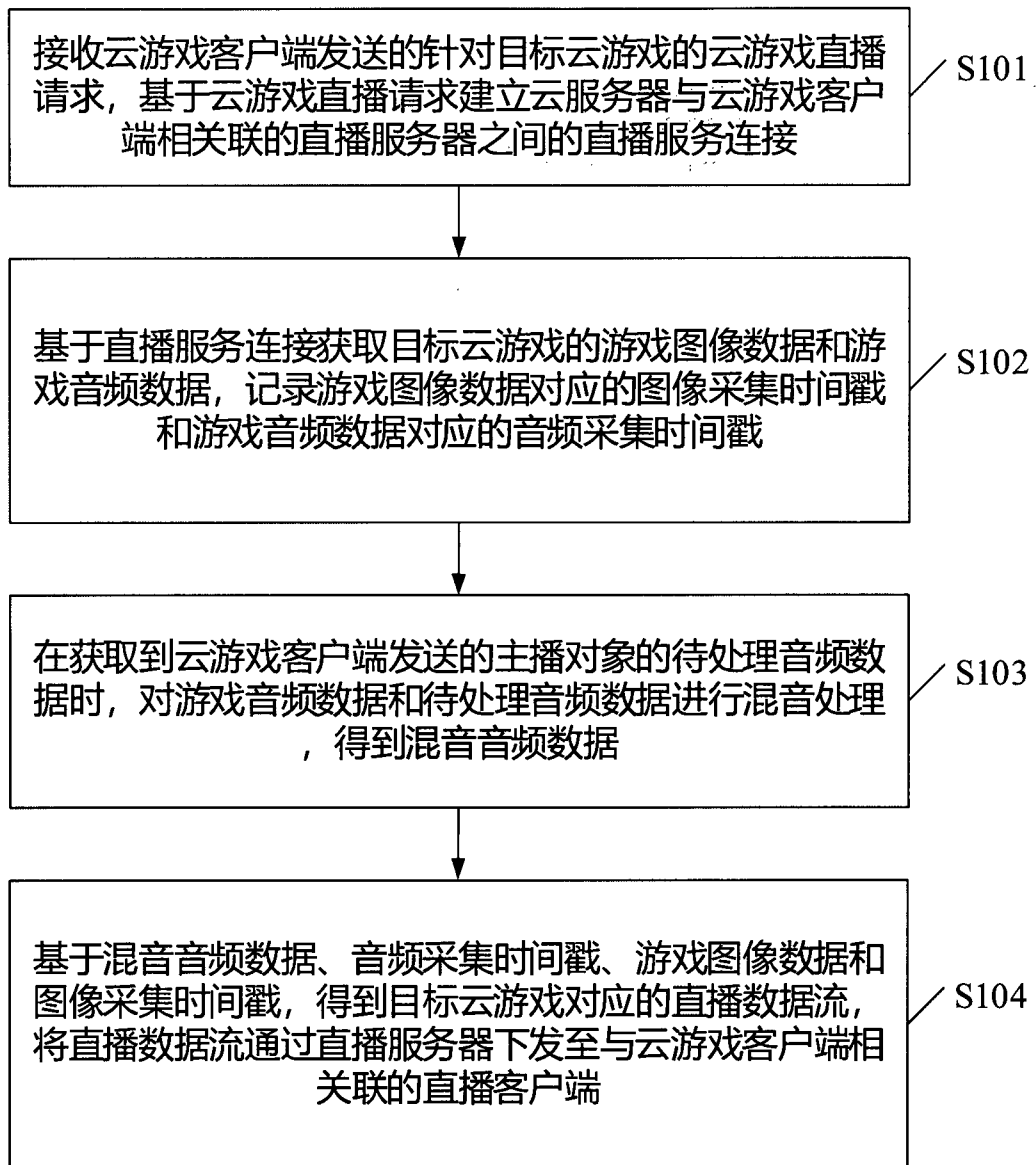 接收云游戏客户端发送的针对目标云游戏的云游戏直播
请求，基于云游戏直播请求建立云服务器与云游戏客户
端相关联的直播服务器之间的直播服务连接
S101
基于直播服务连接获取目标云游戏的游戏图像数据和游
戏音频数据，记录游戏图像数据对应的图像采集时间戳
和游戏音频数据对应的音频采集时间戳
S102
在获取到云游戏客户端发送的主播对象的待处理音频数
据时，对游戏音频数据和待处理音频数据进行混音处理
，得到混音音频数据
S103
基于混音音频数据、音频采集时间戳、游戏图像数据和
图像采集时间戳，得到目标云游戏对应的直播数据流，
将直播数据流通过直播服务器下发至与云游戏客户端相
关联的直播客户端
S104